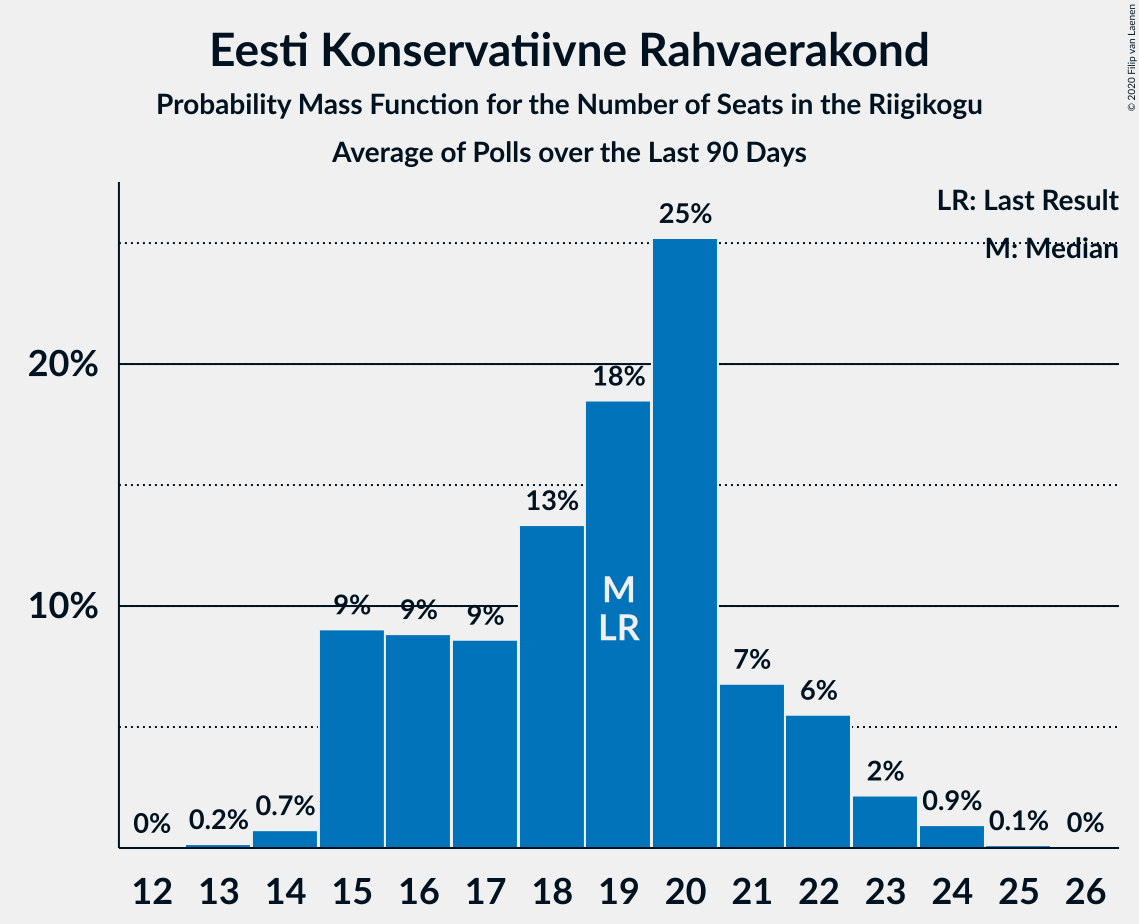 Eesti Konservatiivne Rahvaerakond
Probability Mass Function for the Number of Seats in the Riigikogu
Average of Polls over the Last 90 Days
© 2020 Filip van Laenen
LR: Last Result
M: Median
25%
20%
18%
13%
M
LR
10%
9%
9%
9%
7%
6%
2%
0%
0.2%
0.7%
0.9%
0.1%
0%
12 13 14 15 16 17 18 19 20 21 22 23 24 25 26